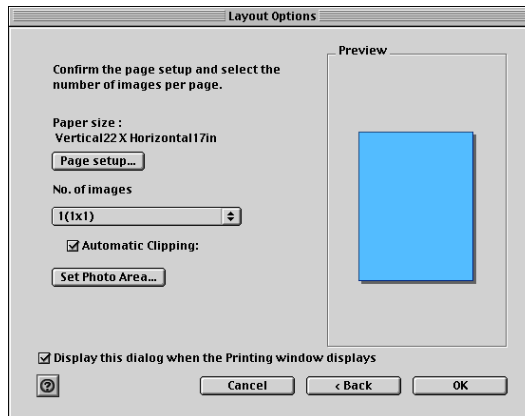 Layout Options
Confirm the page setup and select the
number of images per page.
Paper size :
Vertical22 X Horizontal17in
Page setup...
No. of images
1(1x1)
Automatic Clipping:
Set Photo Area...
Preview
Display this dialog when the Printing window displays
?
Cancel
< Back
OK